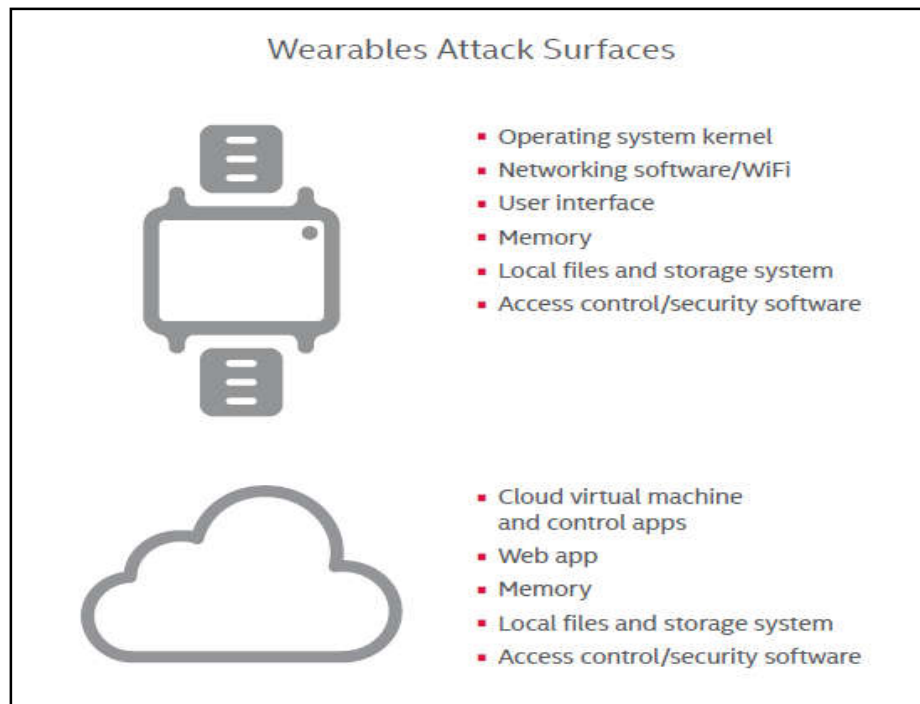 Wearables Attack Surfaces
▪ Operating system kernel
▪ Networking software/WiFi
▪ User interface
▪ Memory
▪ Local files and storage system
▪ Access control/security software
▪ Cloud virtual machine
and control apps
▪ Web app
▪ Memory
▪ Local files and storage system
▪ Access control/security software